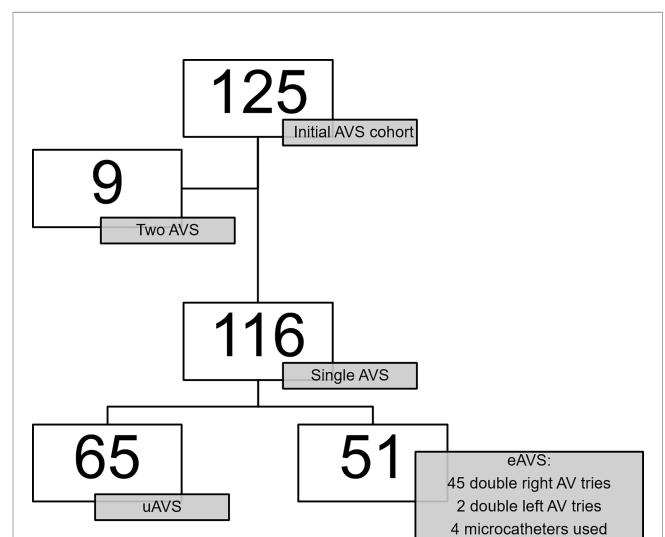 125
Initial AVS cohort
9
Two AVS
116
Single AVS
65
uAVS
51
eAVS:
45 double right AV tries
2 double left AV tries
4 microcatheters used